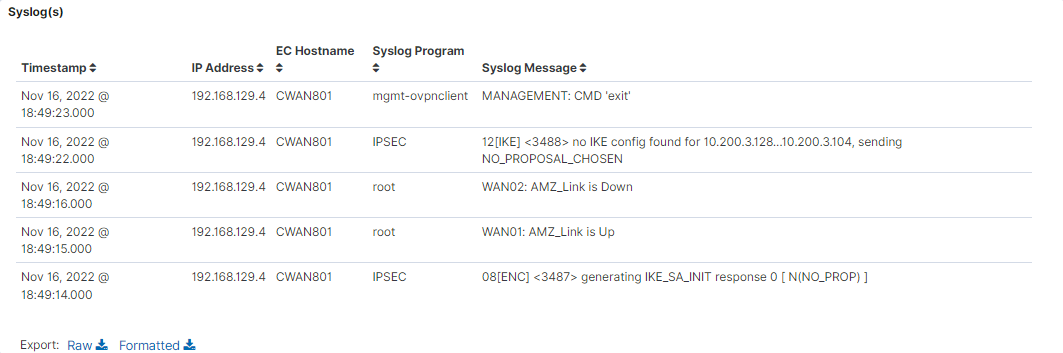 Syslog(s)
EC Hostname Syslog Program
Timestamp IP Address Syslog Message
Nov 16, 2022 @ 192.168.129.4 CWAN801 mgmt-ovpnclient MANAGEMENT: CMD 'exit'
18:49:23.000
Nov 16, 2022 @ 192.168.129.4 CWAN801 IPSEC 12[IKE] <3488> no IKE config found for 10.200.3.128...10.200.3.104, sending
18:49:22.000 NO_PROPOSAL_CHOSEN
Nov 16, 2022 @ 192.168.129.4 CWAN801 root WAN02: AMZ_Link is Down
18:49:16.000
Nov 16, 2022 @ 192.168.129.4 CWAN801 root WAN01: AMZ_Link is Up
18:49:15.000
Nov 16, 2022 @ 192.168.129.4 CWAN801 IPSEC 08[ENC] <3487> generating IKE_SA_INIT response 0 [ N(NO_PROP) ]
18:49:14.000
Export: Raw Formatted